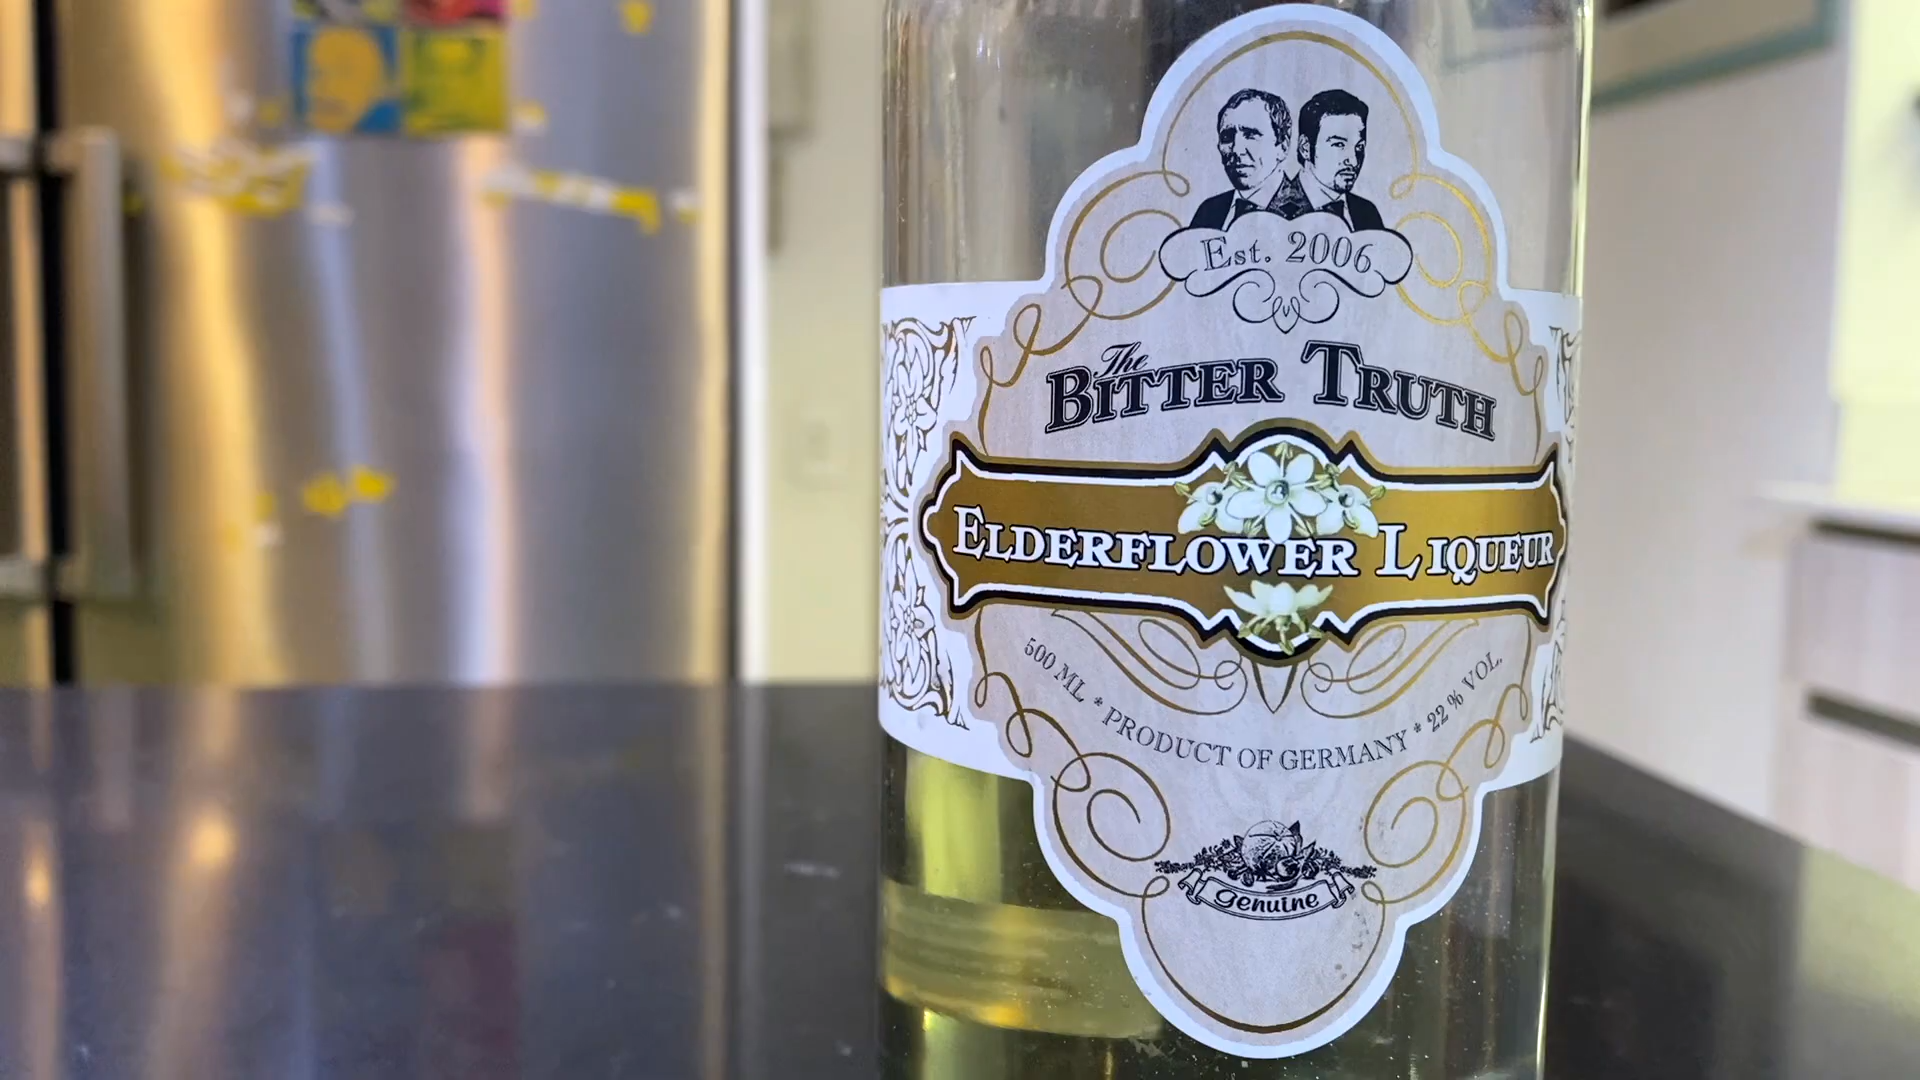 Est. 2006
The
BITTER TRUTH
ELDERFLOWER LIQUEUR
500 ML * PRODUCT OF GERMANY * 22 % VOL.
Genuine